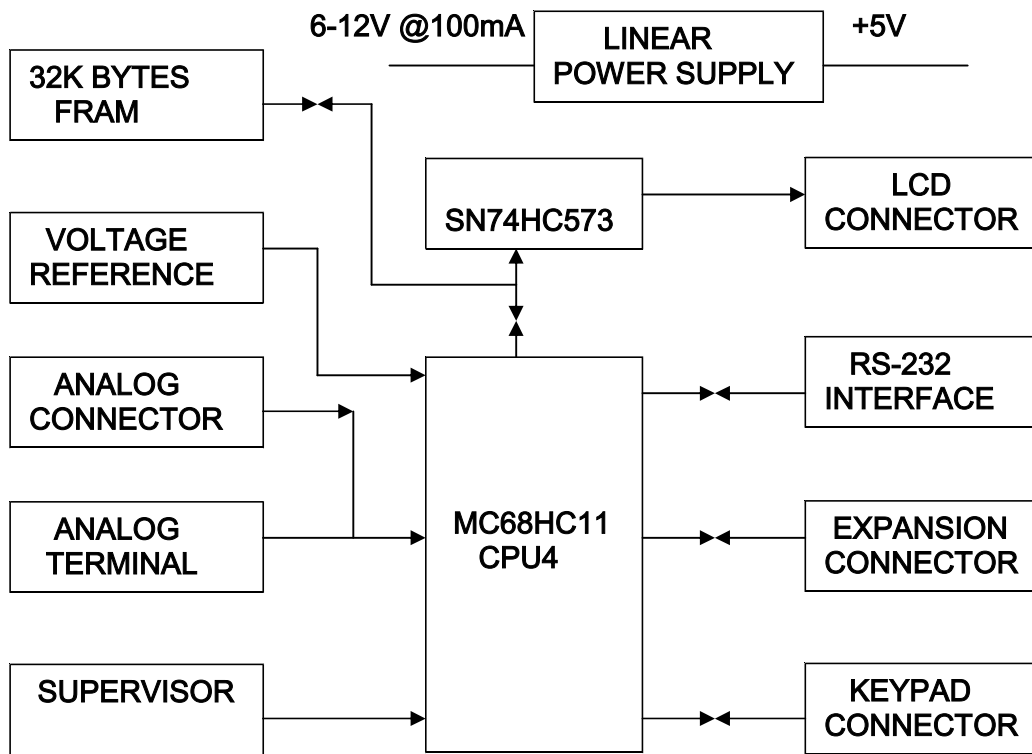 6-12V @100mA
LINEAR
POWER SUPPLY
+5V
32K BYTES
FRAM
SN74HC573
LCD
CONNECTOR
VOLTAGE
REFERENCE
ANALOG
CONNECTOR
RS-232
INTERFACE
MC68HC11
CPU4
ANALOG
TERMINAL
EXPANSION
CONNECTOR
SUPERVISOR
KEYPAD
CONNECTOR